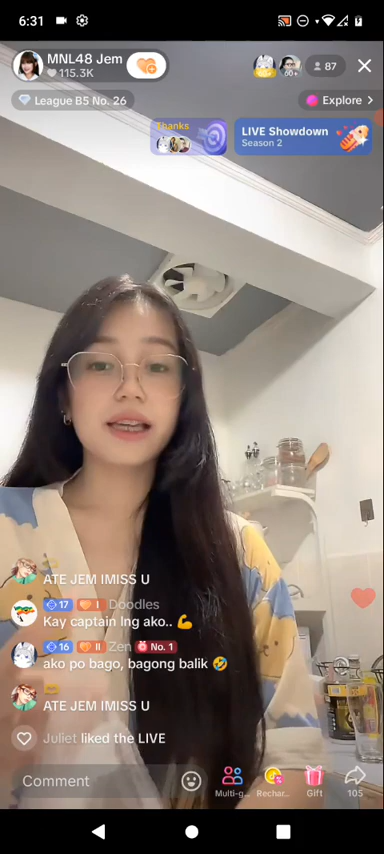 6:31
MNL48 Jem
115.3K
60+
87
League B5 No. 26
Explore
Thanks
LIVE Showdown
Season 2
ATE JEM IMISS U
17 I Doodles
Kay captain lng ako.. 💪
16 II Zen No. 1
ako po bago, bagong balik 🤣
🫶
ATE JEM IMISS U
Juliet liked the LIVE
Comment
Multi-g...
Rechar...
Gift
105